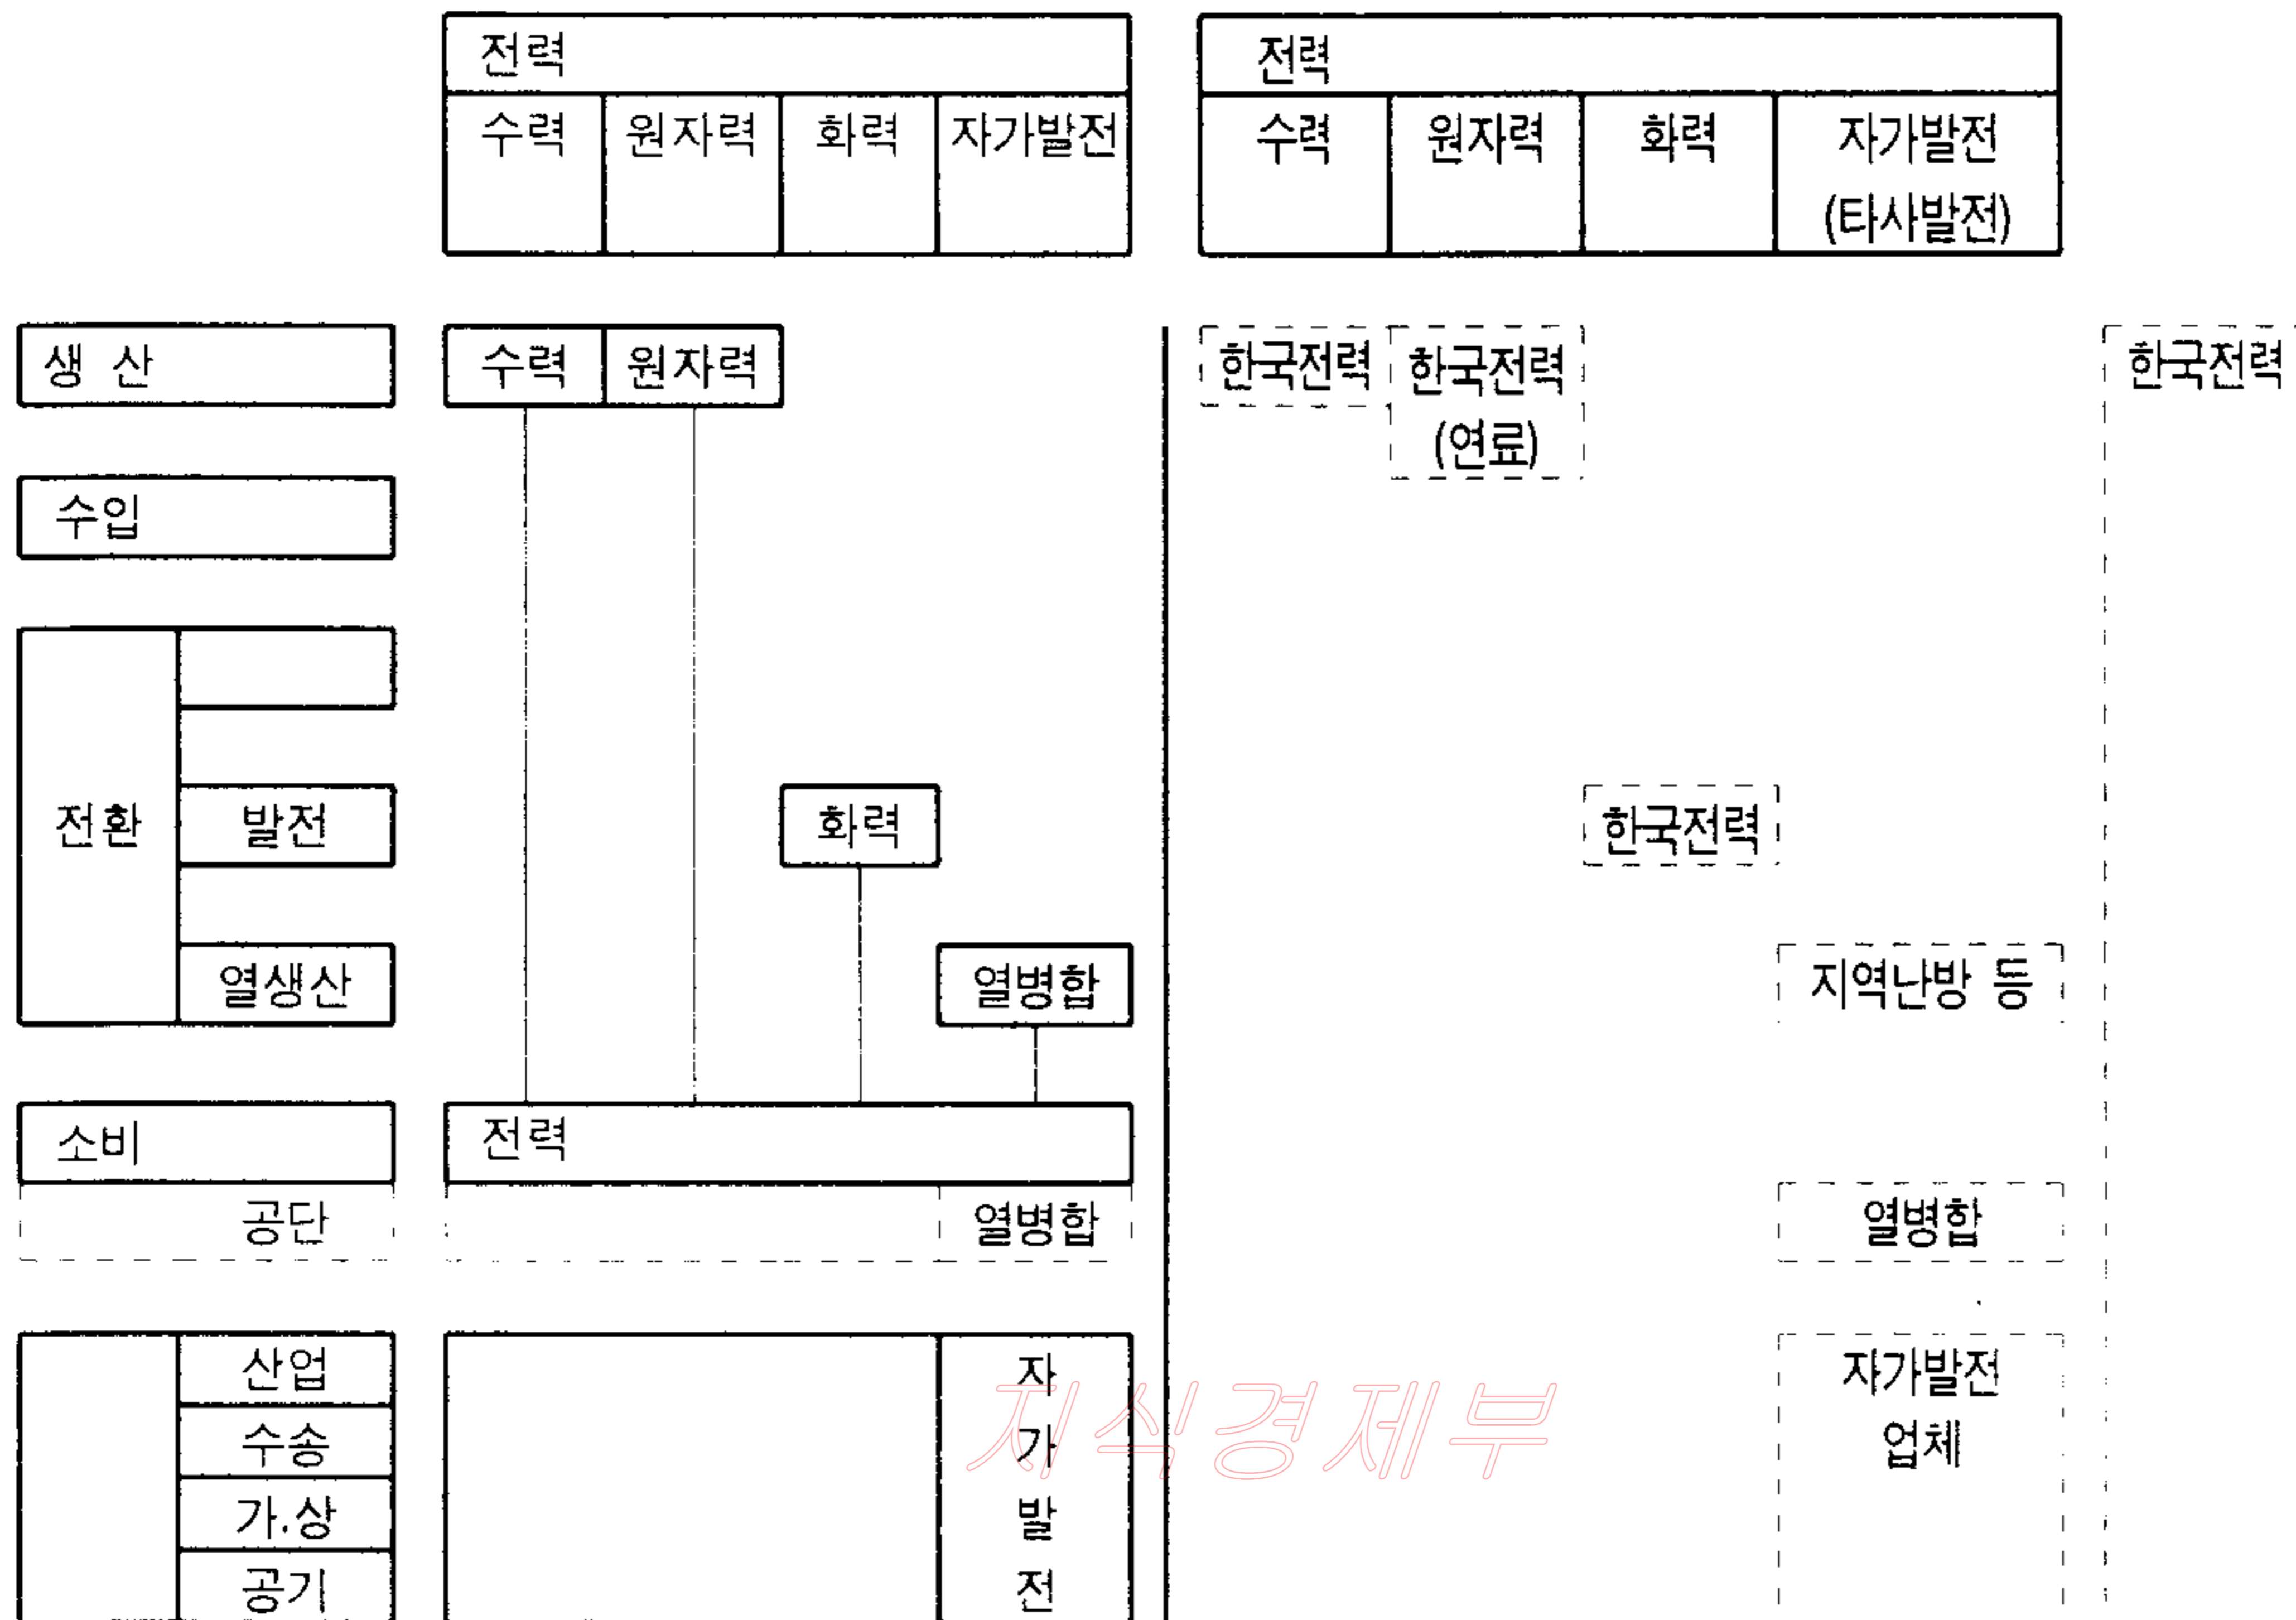 전력 전력
수력 원자력 화력 자가발전 수력 원자력 화력 자가발전
(타사발전)
생 산 수력 원자력 한국전력 한국전력 한국전력
(연료)
수입
전환 발전 화력 한국전력
열생산 열병합 지역난방 등
소비 전력
공단 열병합 열병합
산업 자 자가발전
수송 가 업체
가.상 발
공기 전
지식경제부